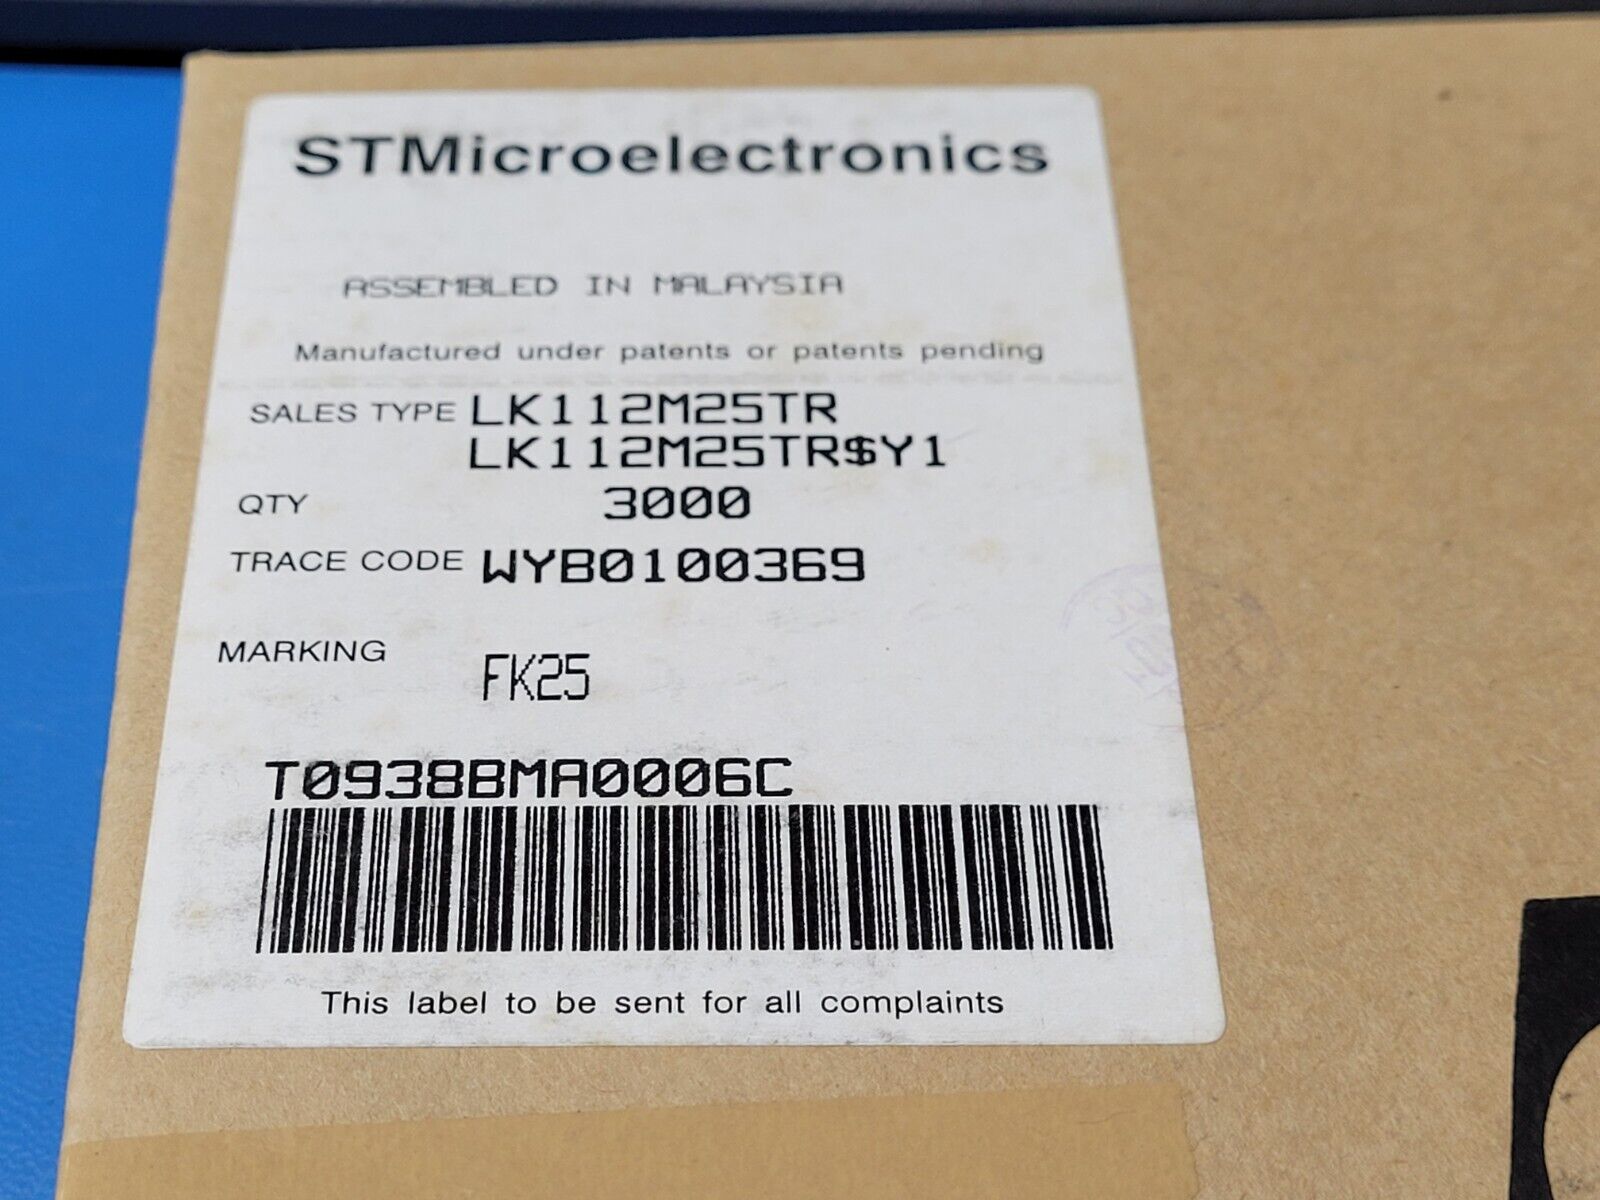 STMicroelectronics
ASSEMBLED IN MALAYSIA
Manufactured under patents or patents pending
SALES TYPE LK112M25TR
LK112M25TR$Y1
QTY 3000
TRACE CODE WYB0100369
MARKING FK25
T0938BMA0006C
This label to be sent for all complaints